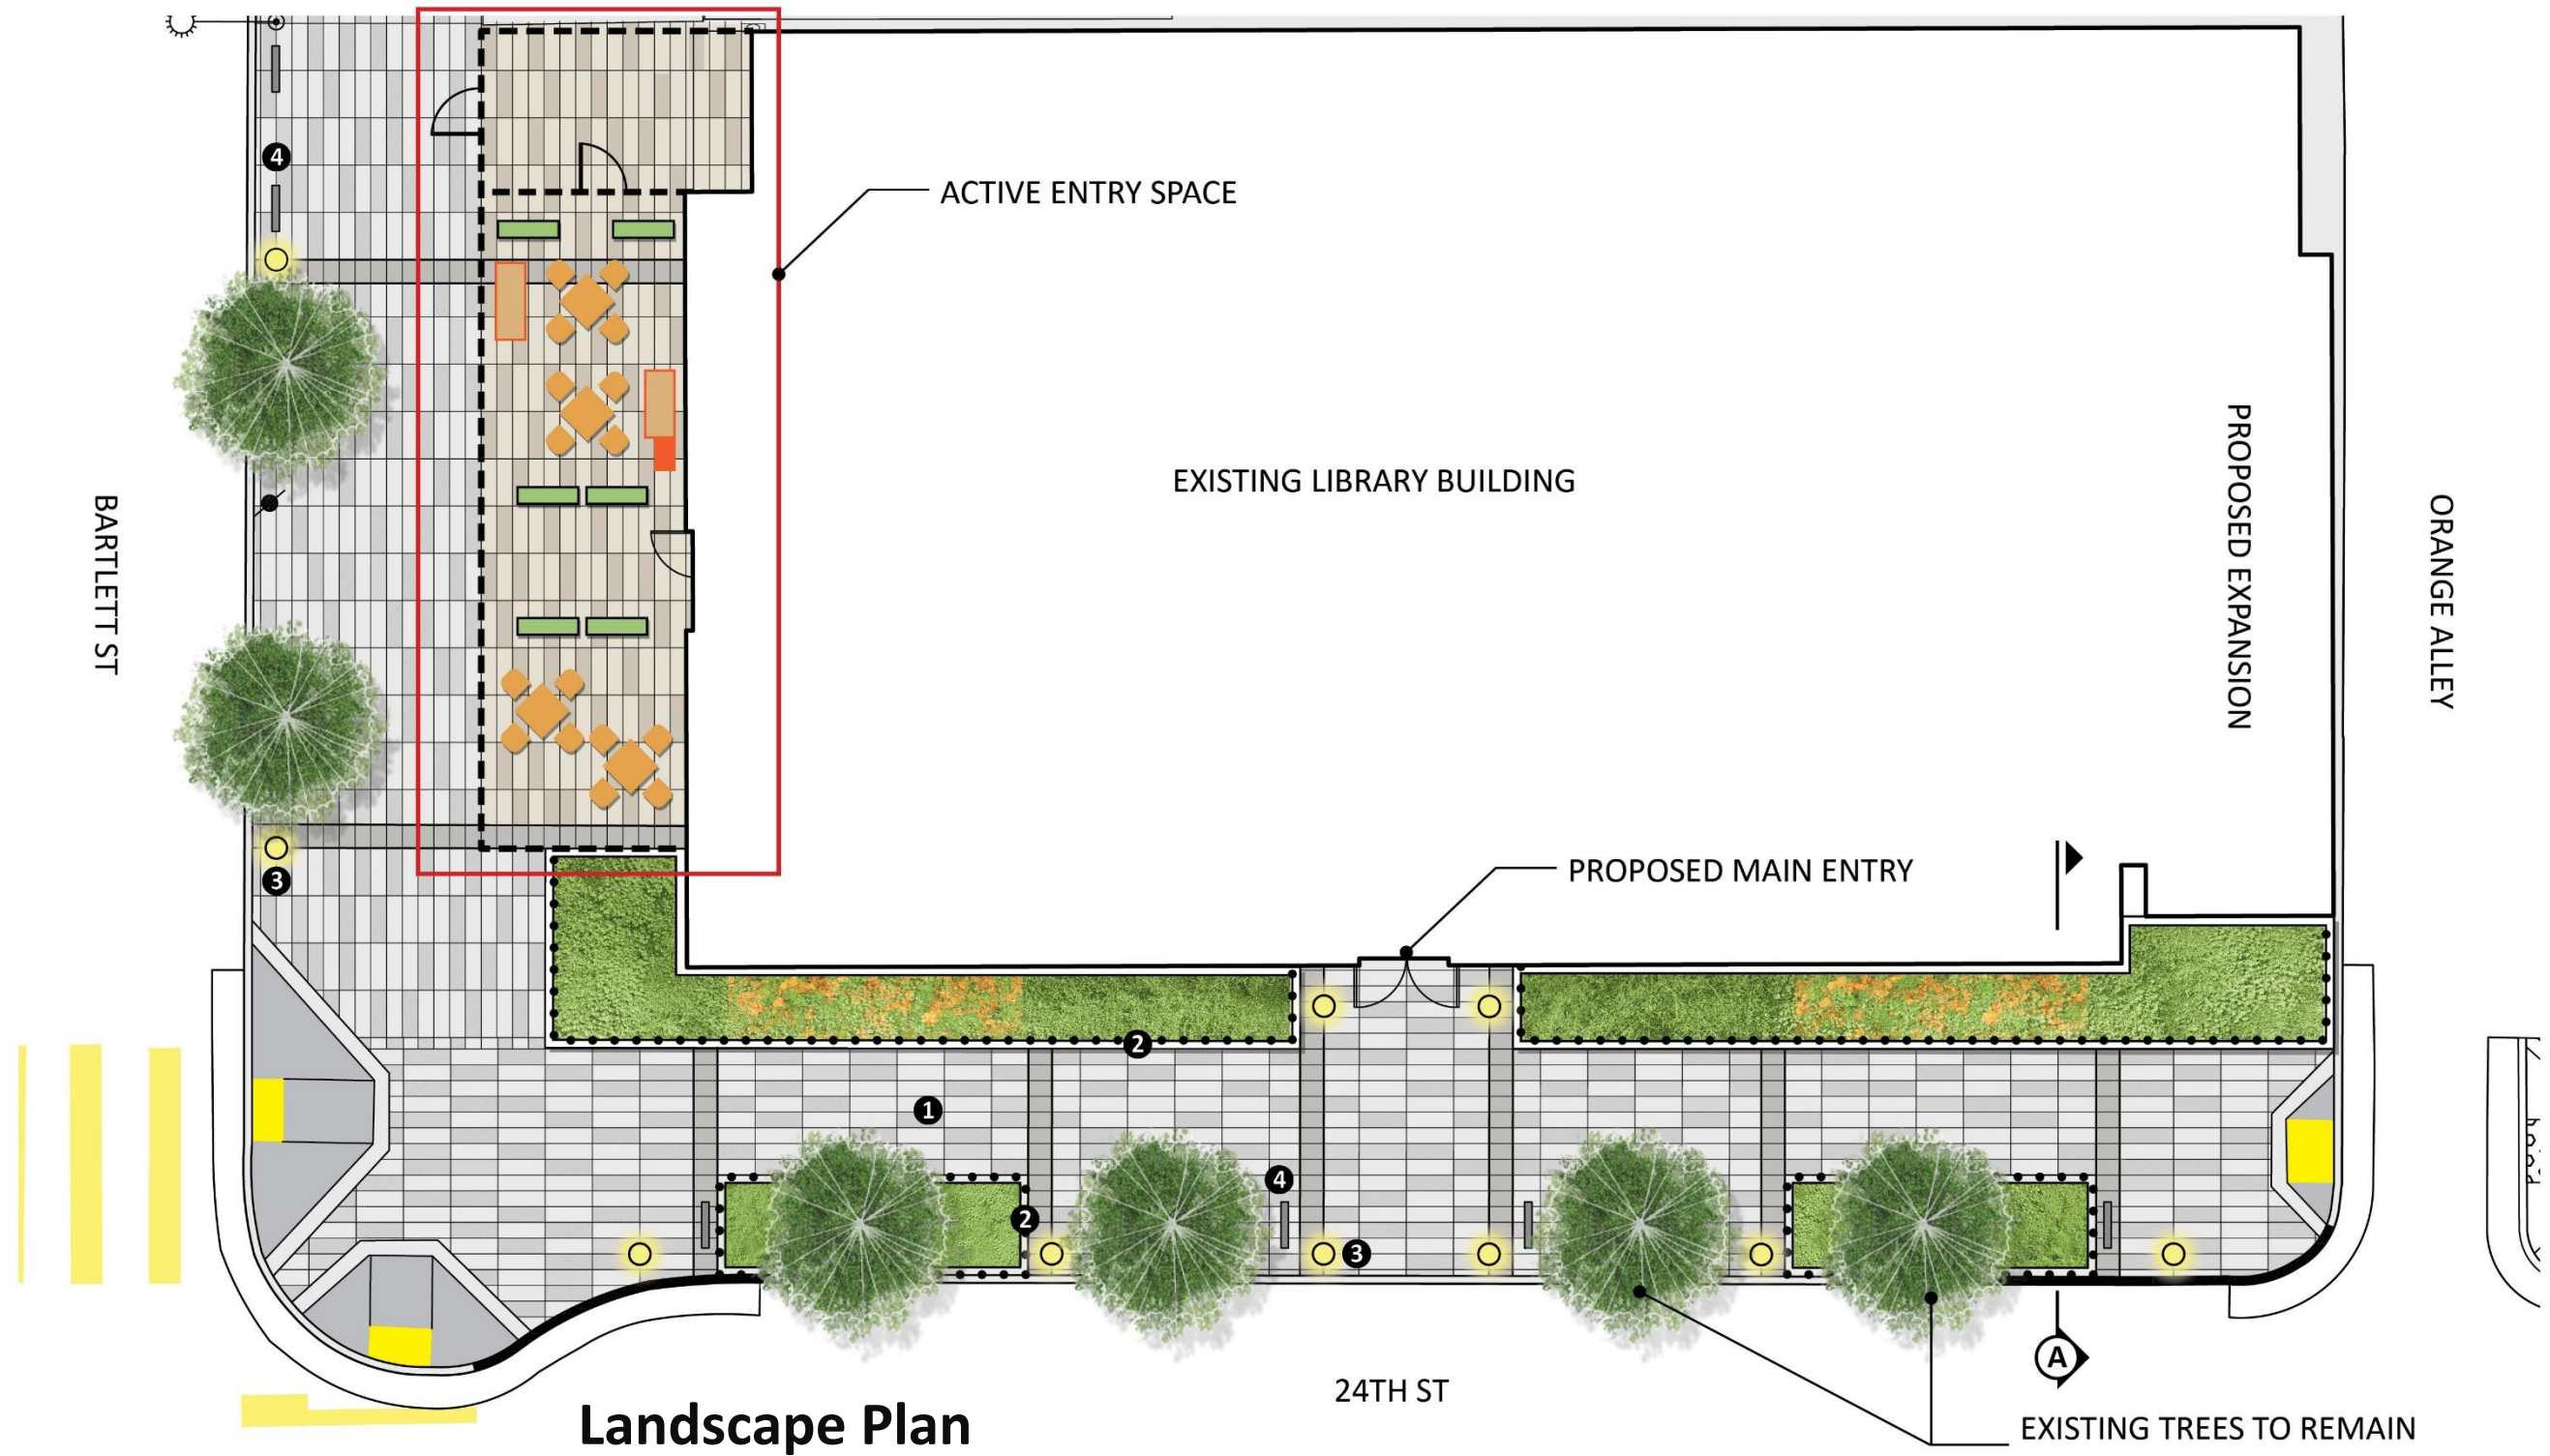 4
ACTIVE ENTRY SPACE
EXISTING LIBRARY BUILDING
BARTLETT ST
PROPOSED EXPANSION
ORANGE ALLEY
3
PROPOSED MAIN ENTRY
2
1
4
2
3
A
24TH ST
Landscape Plan
EXISTING TREES TO REMAIN